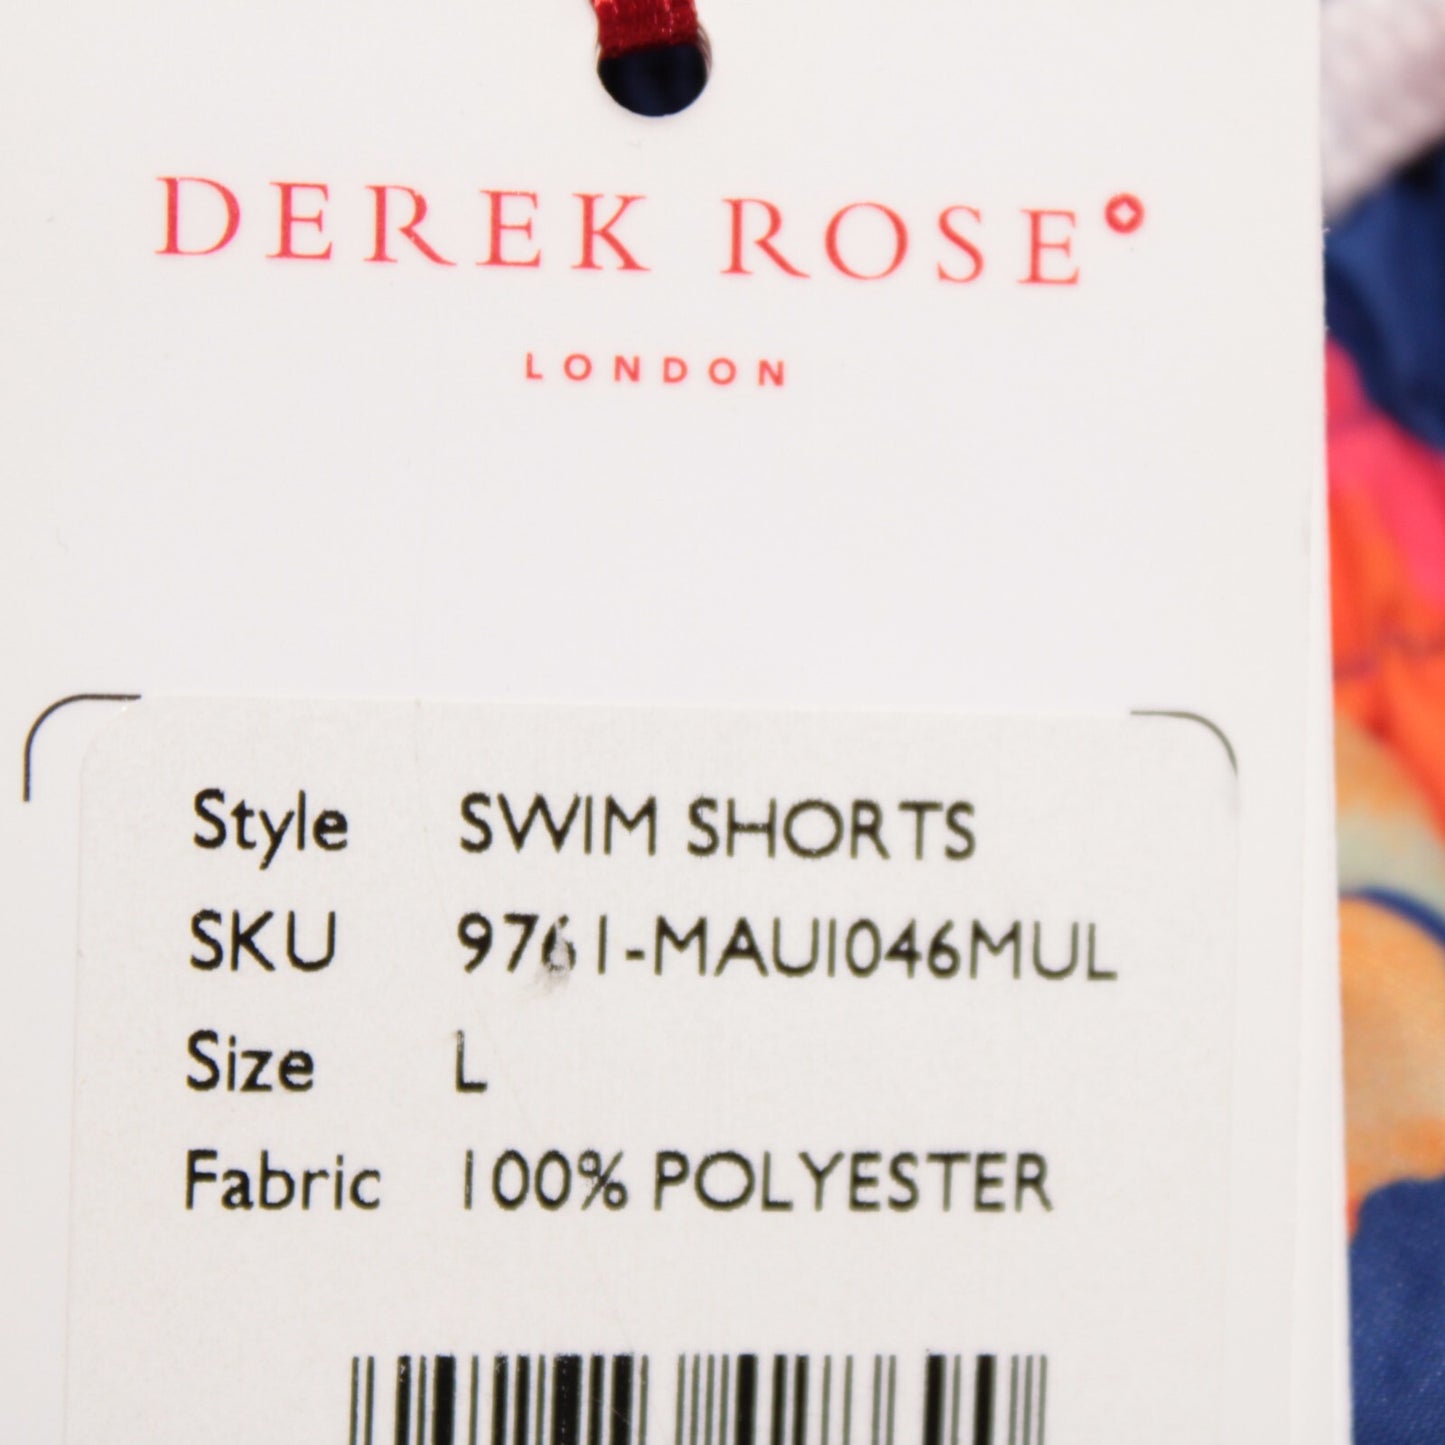 DEREK ROSE
LONDON
Style SWIM SHORTS
SKU 9761-MAUI046MUL
Size L
Fabric 100% POLYESTER